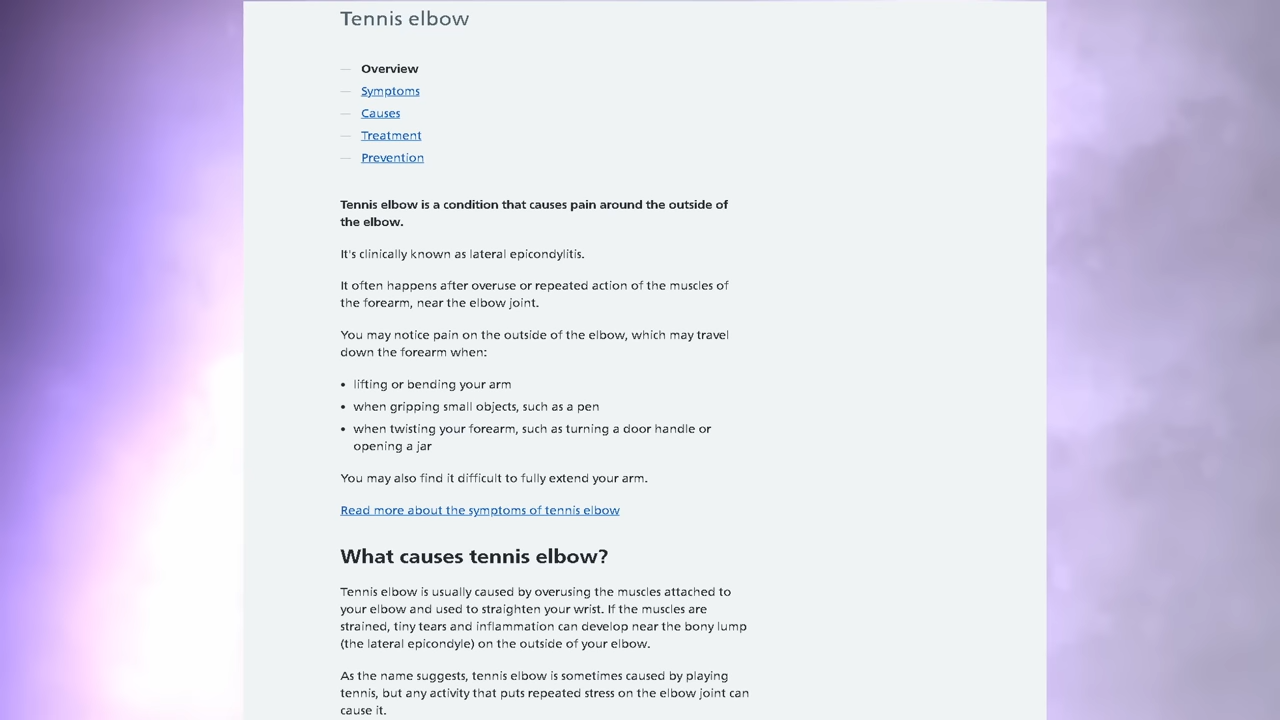 Tennis elbow
— Overview
— Symptoms
— Causes
— Treatment
— Prevention
Tennis elbow is a condition that causes pain around the outside of
the elbow.
It's clinically known as lateral epicondylitis.
It often happens after overuse or repeated action of the muscles of
the forearm, near the elbow joint.
You may notice pain on the outside of the elbow, which may travel
down the forearm when:
• lifting or bending your arm
• when gripping small objects, such as a pen
• when twisting your forearm, such as turning a door handle or
opening a jar
You may also find it difficult to fully extend your arm.
Read more about the symptoms of tennis elbow
What causes tennis elbow?
Tennis elbow is usually caused by overusing the muscles attached to
your elbow and used to straighten your wrist. If the muscles are
strained, tiny tears and inflammation can develop near the bony lump
(the lateral epicondyle) on the outside of your elbow.
As the name suggests, tennis elbow is sometimes caused by playing
tennis, but any activity that puts repeated stress on the elbow joint can
cause it.